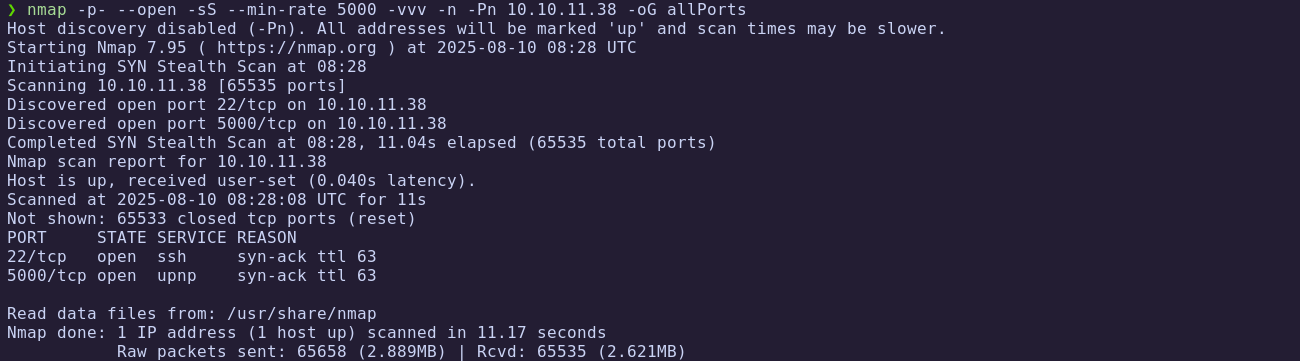 ❯ nmap -p- --open -sS --min-rate 5000 -vvv -n -Pn 10.10.11.38 -oG allPorts
Host discovery disabled (-Pn). All addresses will be marked 'up' and scan times may be slower.
Starting Nmap 7.95 ( https://nmap.org ) at 2025-08-10 08:28 UTC
Initiating SYN Stealth Scan at 08:28
Scanning 10.10.11.38 [65535 ports]
Discovered open port 22/tcp on 10.10.11.38
Discovered open port 5000/tcp on 10.10.11.38
Completed SYN Stealth Scan at 08:28, 11.04s elapsed (65535 total ports)
Nmap scan report for 10.10.11.38
Host is up, received user-set (0.040s latency).
Scanned at 2025-08-10 08:28:08 UTC for 11s
Not shown: 65533 closed tcp ports (reset)
PORT     STATE SERVICE REASON
22/tcp   open  ssh     syn-ack ttl 63
5000/tcp open  upnp    syn-ack ttl 63

Read data files from: /usr/share/nmap
Nmap done: 1 IP address (1 host up) scanned in 11.17 seconds
           Raw packets sent: 65658 (2.889MB) | Rcvd: 65535 (2.621MB)